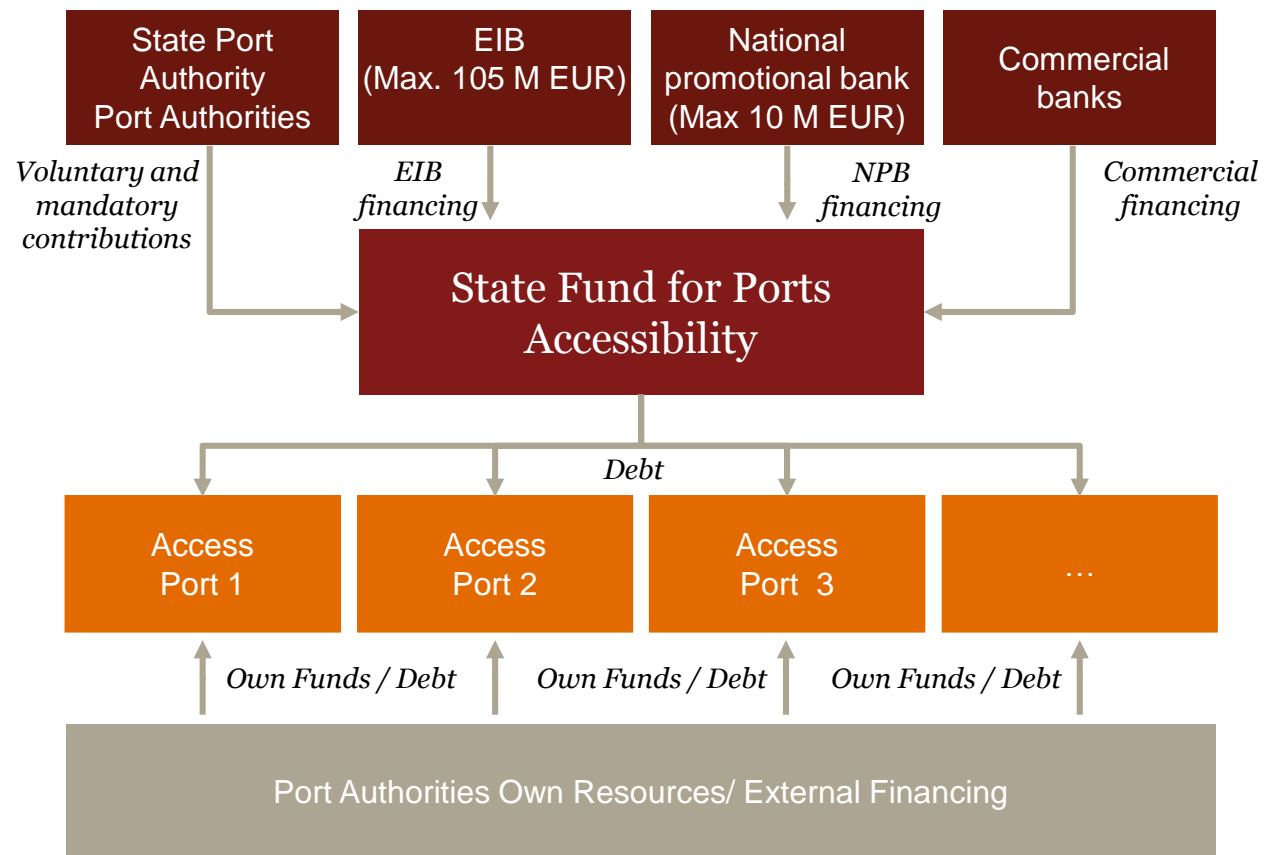 State Port
Authority
Port Authorities
EIB
(Max. 105 M EUR)
National
promotional bank
(Max 10 M EUR)
Commercial
banks
Voluntary and
mandatory
contributions
EIB
financing
NPB
financing
Commercial
financing
State Fund for Ports
Accessibility
Debt
Access
Port 1
Access
Port 2
Access
Port  3
…
Own Funds / Debt
Own Funds / Debt
Own Funds / Debt
Port Authorities Own Resources/ External Financing